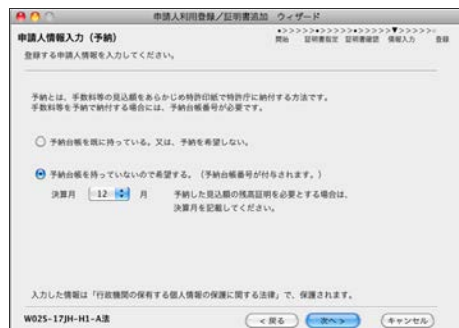 申請人利用登録／証明書追加　ウィザード
申請人情報入力（予納）
●>>>>>●>>>>>●>>>>>▼>>>>>○
開始　証明書指定　証明書確認　情報入力　登録
登録する申請人情報を入力してください。
予納とは、手数料等の見込額をあらかじめ特許印紙で特許庁に納付する方法です。
手数料等を予納で納付する場合には、予納台帳番号が必要です。
予納台帳を既に持っている。又は、予納を希望しない。
予納台帳を持っていないので希望する。（予納台帳番号が付与されます。）
決算月　12　月　予納した見込額の残高証明を必要とする場合は、
決算月を記載してください。
入力した情報は「行政機関の保有する個人情報の保護に関する法律」で、保護されます。
W02S-17JH-H1-A法　< 戻る　次へ >　キャンセル